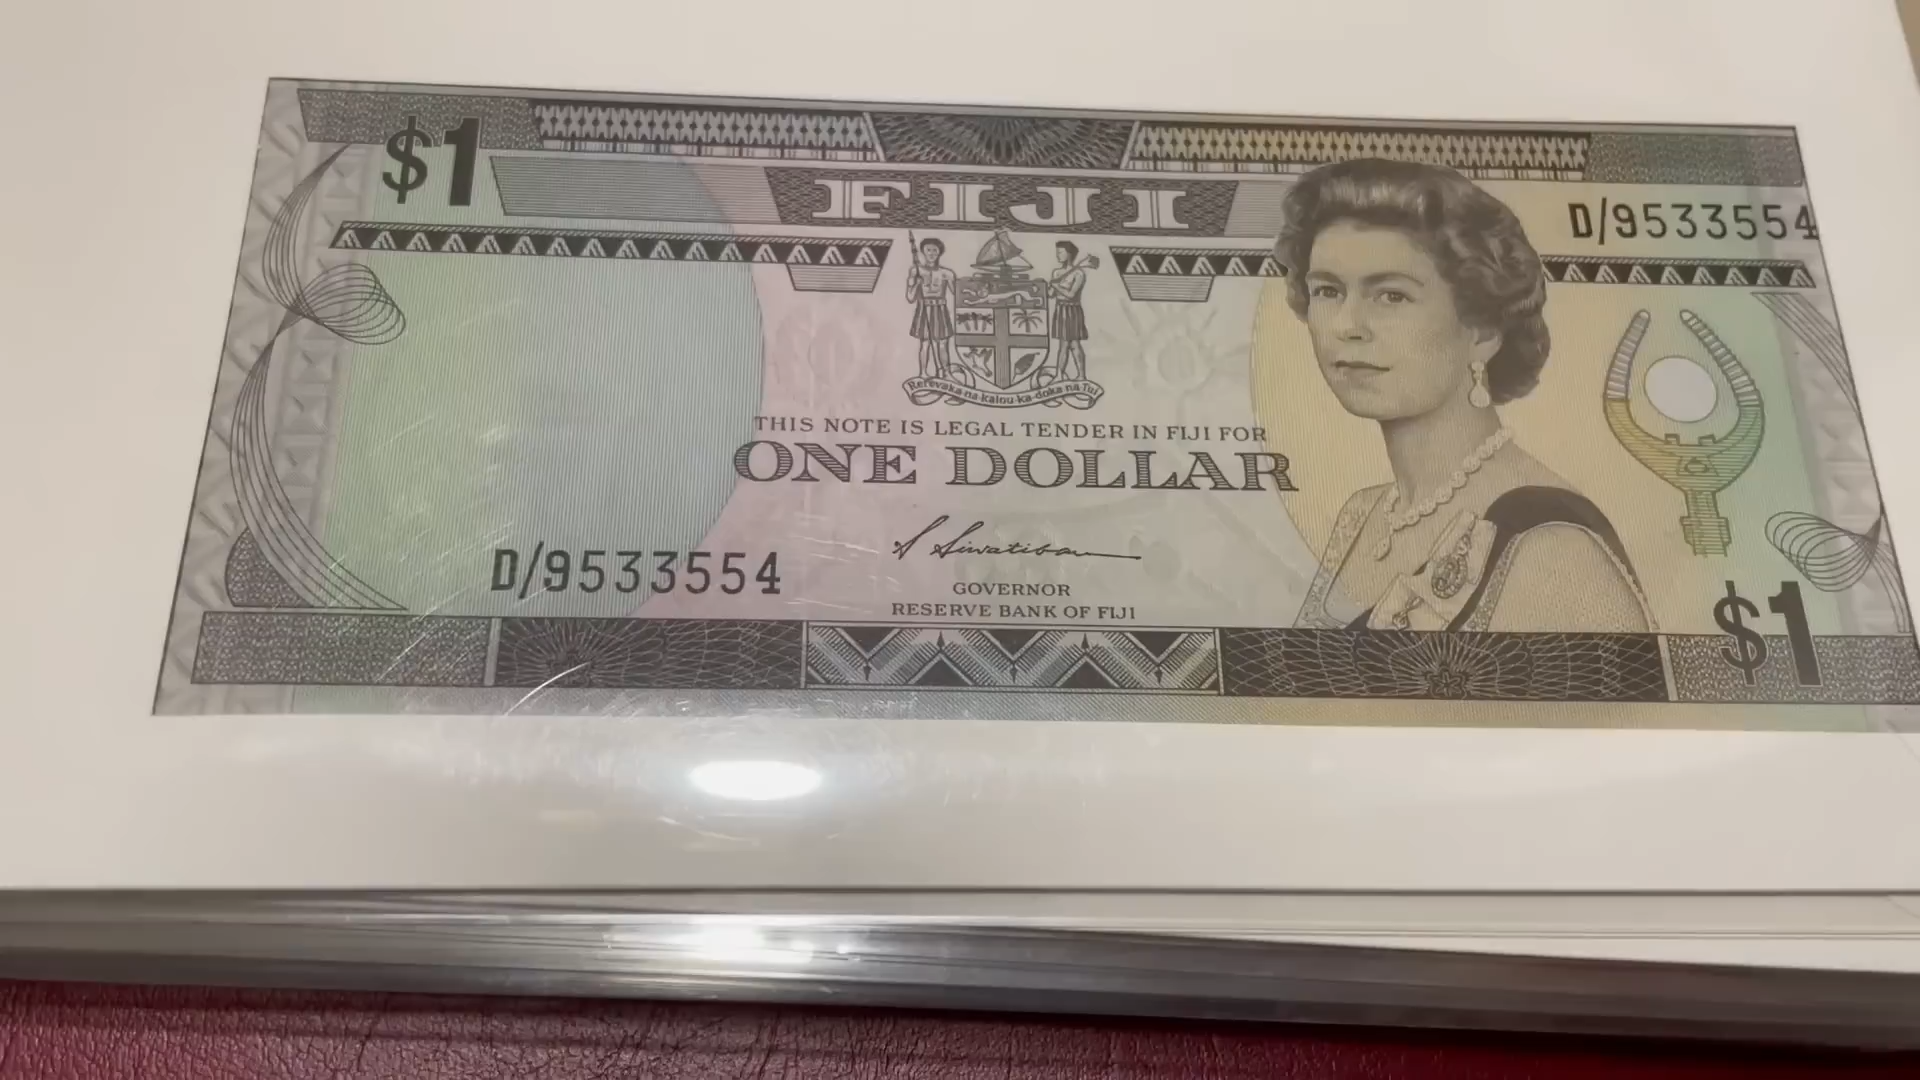 $1
FIJI
D/9533554
Rerevaka na kalou ka doka na Tui
THIS NOTE IS LEGAL TENDER IN FIJI FOR
ONE DOLLAR
S Siwatibau
D/9533554
GOVERNOR
RESERVE BANK OF FIJI
$1